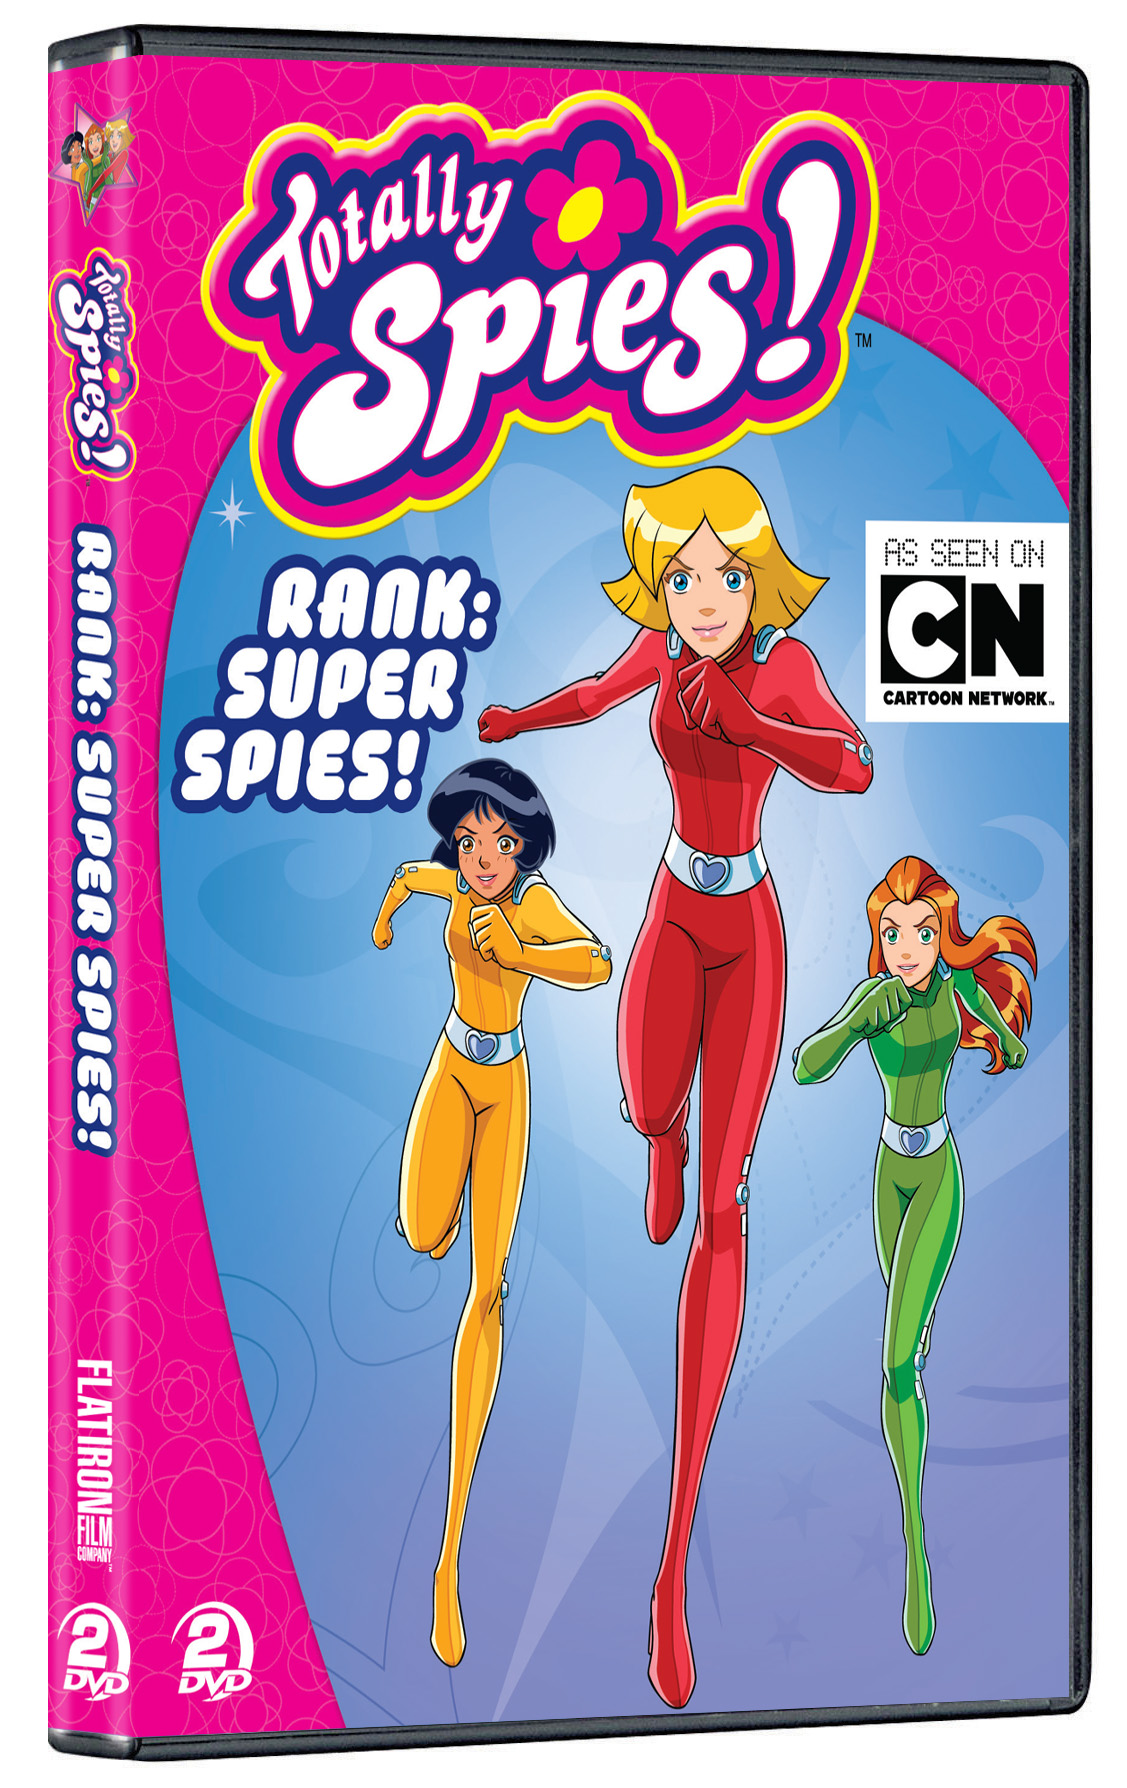 Totally
Spies!
TM
RANK:
SUPER
SPIES!
AS SEEN ON
CN
CARTOON NETWORK™
2
DVD
Totally
Spies!
RANK: SUPER SPIES!
FLATIRON
FILM
COMPANY
2
DVD